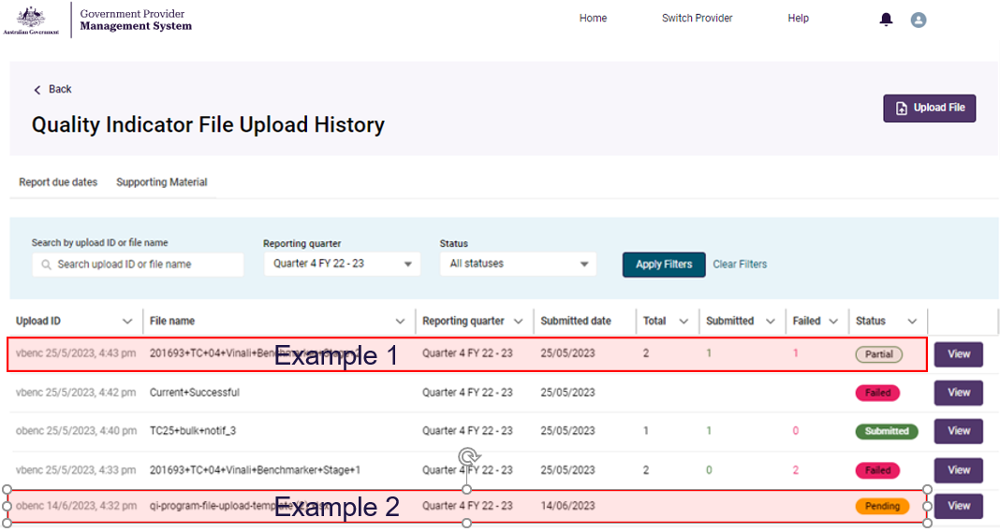 Australian Government
Government Provider
Management System
Home Switch Provider Help
Back
Quality Indicator File Upload History
Upload File
Report due dates Supporting Material
Search by upload ID or file name Reporting quarter Status
Search upload ID or file name Quarter 4 FY 22 - 23 All statuses Apply Filters Clear Filters
Upload ID File name Reporting quarter Submitted date Total Submitted Failed Status
vbenc 25/5/2023, 4:43 pm 201693+TC+04+Vinali+Benchmarker+Stage+ Example 1 Quarter 4 FY 22 - 23 25/05/2023 2 1 1 Partial View
vbenc 25/5/2023, 4:42 pm Current+Successful Quarter 4 FY 22 - 23 25/05/2023 Failed View
obenc 25/5/2023, 4:40 pm TC25+bulk+notif_3 Quarter 4 FY 22 - 23 25/05/2023 1 1 0 Submitted View
vbenc 25/5/2023, 4:33 pm 201693+TC+04+Vinali+Benchmarker+Stage+1 Quarter 4 FY 22 - 23 25/05/2023 2 0 2 Failed View
obenc 14/6/2023, 4:32 pm qi-program-file-upload-template Example 2 Quarter 4 FY 22 - 23 14/06/2023 Pending View